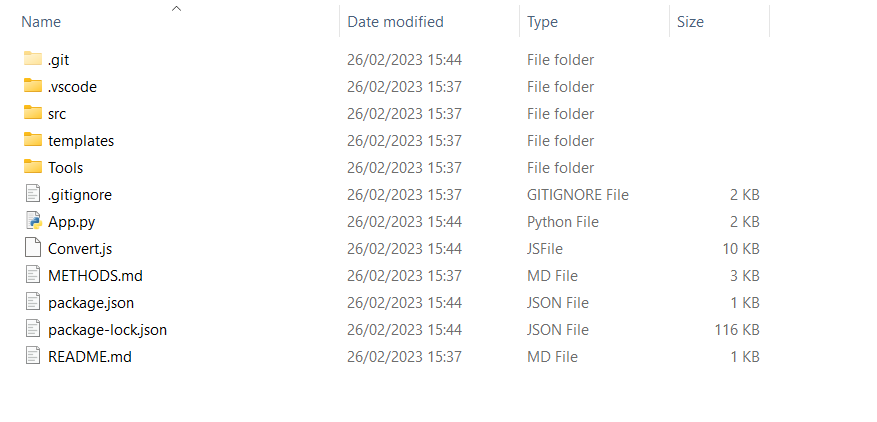 Name Date modified Type Size
.git 26/02/2023 15:44 File folder
.vscode 26/02/2023 15:37 File folder
src 26/02/2023 15:37 File folder
templates 26/02/2023 15:37 File folder
Tools 26/02/2023 15:37 File folder
.gitignore 26/02/2023 15:37 GITIGNORE File 2 KB
App.py 26/02/2023 15:44 Python File 2 KB
Convert.js 26/02/2023 15:44 JSFile 10 KB
METHODS.md 26/02/2023 15:37 MD File 3 KB
package.json 26/02/2023 15:44 JSON File 1 KB
package-lock.json 26/02/2023 15:44 JSON File 116 KB
README.md 26/02/2023 15:37 MD File 1 KB